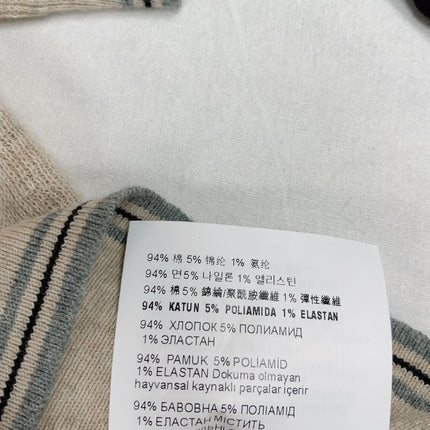 94% 棉 5% 锦纶 1% 氨纶
94% 면 5% 나일론 1% 엘리스틴
94% 棉 5% 錦綸/聚酰胺纖維 1% 彈性纖維
94% KATUN 5% POLIAMIDA 1% ELASTAN
94% ХЛОПОК 5% ПОЛИАМИД
1% ЭЛАСТАН
94% PAMUK 5% POLİAMİD
1% ELASTAN Dokuma olmayan
hayvansal kaynaklı parçalar içerir
94% БАВОВНА 5% ПОЛІАМІД
1% ЕЛАСТАН МІСТИТЬ